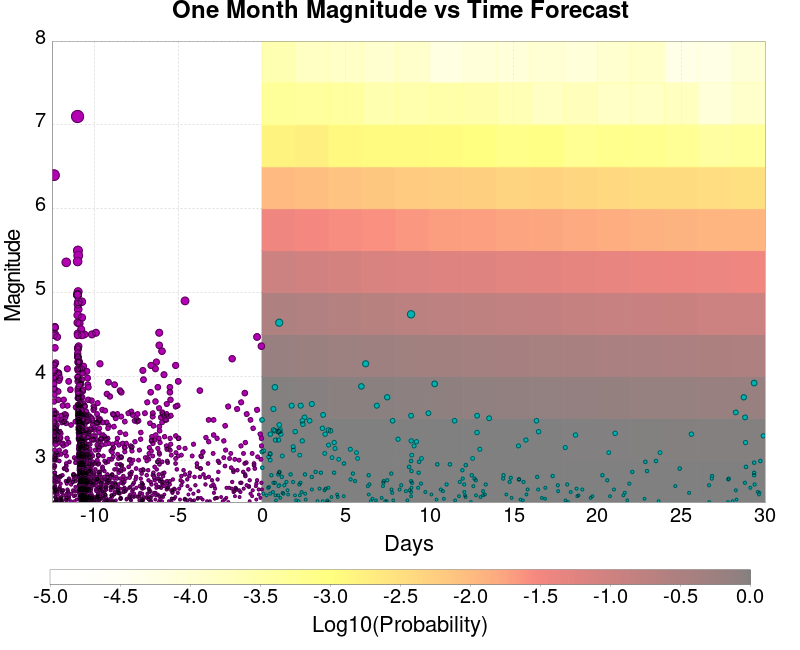 One Month Magnitude vs Time Forecast
Magnitude
8
7
6
5
4
3
-10 -5 0 5 10 15 20 25 30
Days
-5.0 -4.5 -4.0 -3.5 -3.0 -2.5 -2.0 -1.5 -1.0 -0.5 0.0
Log10(Probability)